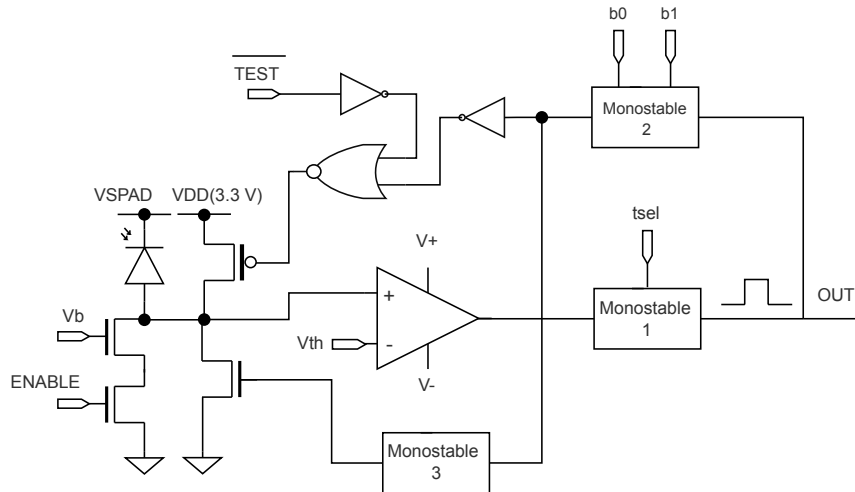 b0 b1
TEST
Monostable
2
VSPAD VDD(3.3 V)
tsel
V+
+
Monostable
1
OUT
Vb
Vth
-
ENABLE
V-
Monostable
3